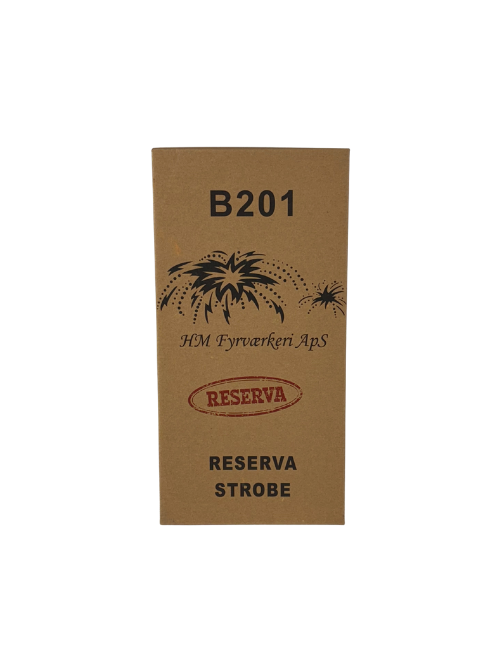 B201
HM Fyrværkeri ApS
RESERVA
RESERVA
STROBE